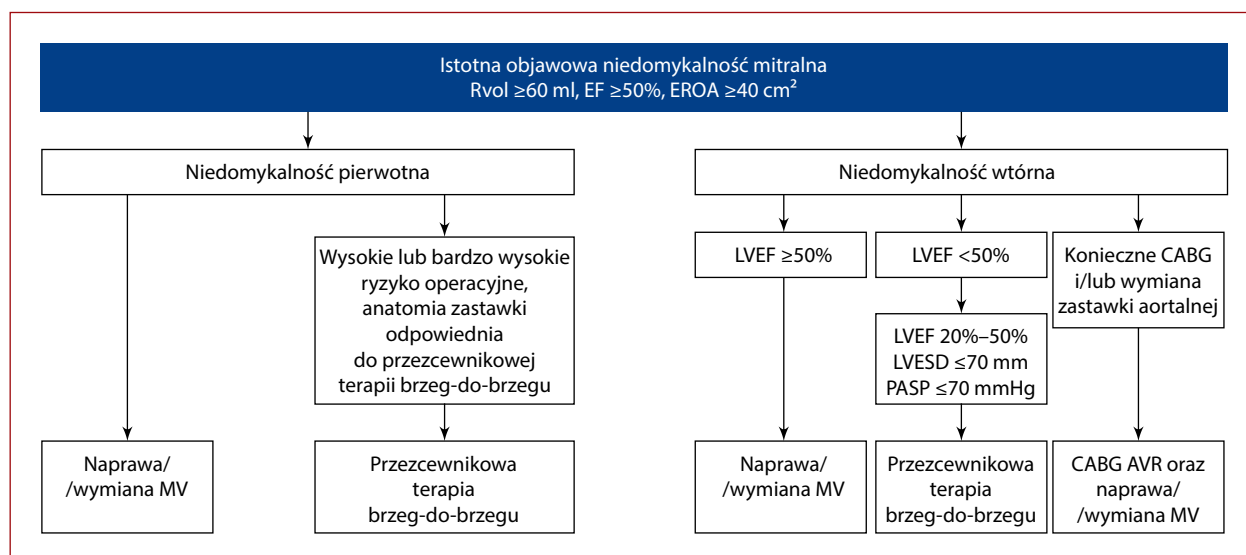 Istotna objawowa niedomykalność mitralna
Rvol ≥60 ml, EF ≥50%, EROA ≥40 cm²
Niedomykalność pierwotna
Niedomykalność wtórna
Wysokie lub bardzo wysokie
ryzyko operacyjne,
anatomia zastawki
odpowiednia
do przezcewnikowej
terapii brzeg-do-brzegu
LVEF ≥50%
LVEF <50%
Konieczne CABG
i/lub wymiana
zastawki aortalnej
LVEF 20%–50%
LVESD ≤70 mm
PASP ≤70 mmHg
Naprawa/
/wymiana MV
Przezcewnikowa
terapia
brzeg-do-brzegu
Naprawa/
/wymiana MV
Przezcewnikowa
terapia
brzeg-do-brzegu
CABG AVR oraz
naprawa/
/wymiana MV